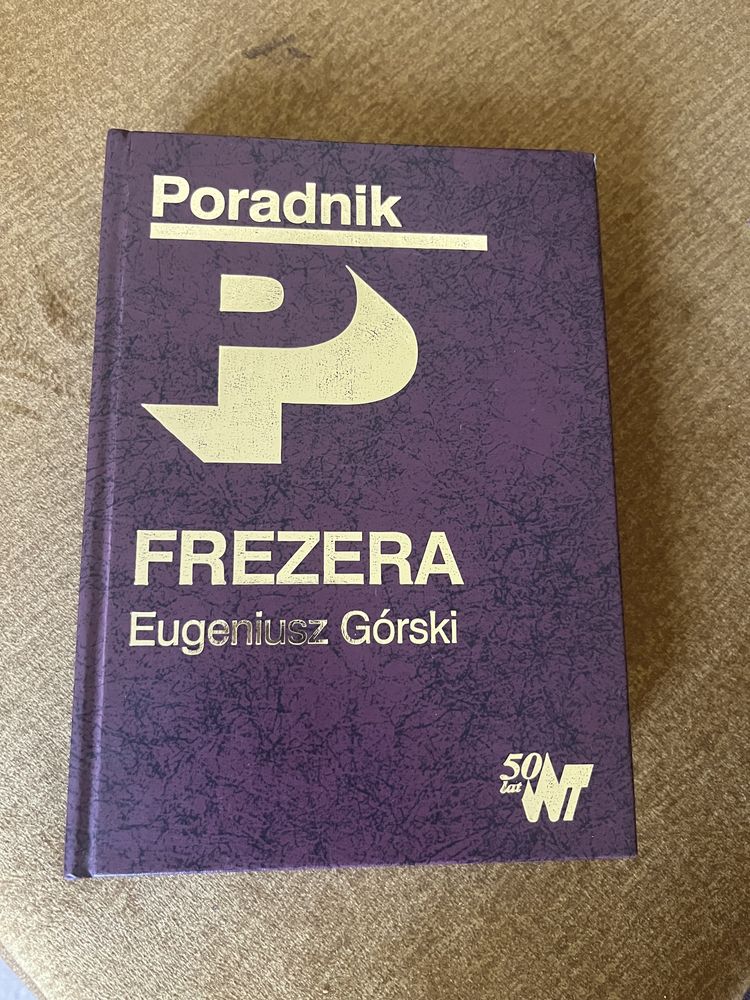 Poradnik
P
FREZERA
Eugeniusz Górski
50
lat WNT